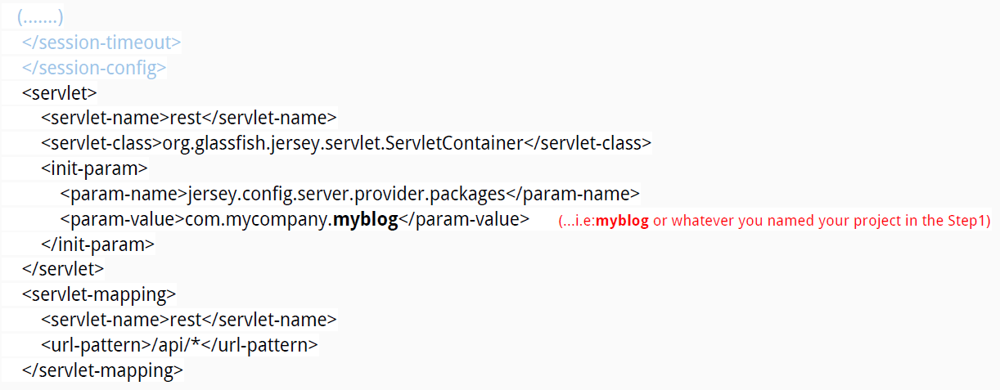 (.......)
</session-timeout>
</session-config>
<servlet>
<servlet-name>rest</servlet-name>
<servlet-class>org.glassfish.jersey.servlet.ServletContainer</servlet-class>
<init-param>
<param-name>jersey.config.server.provider.packages</param-name>
<param-value>com.mycompany.myblog</param-value> (...i.e:myblog or whatever you named your project in the Step1)
</init-param>
</servlet>
<servlet-mapping>
<servlet-name>rest</servlet-name>
<url-pattern>/api/*</url-pattern>
</servlet-mapping>